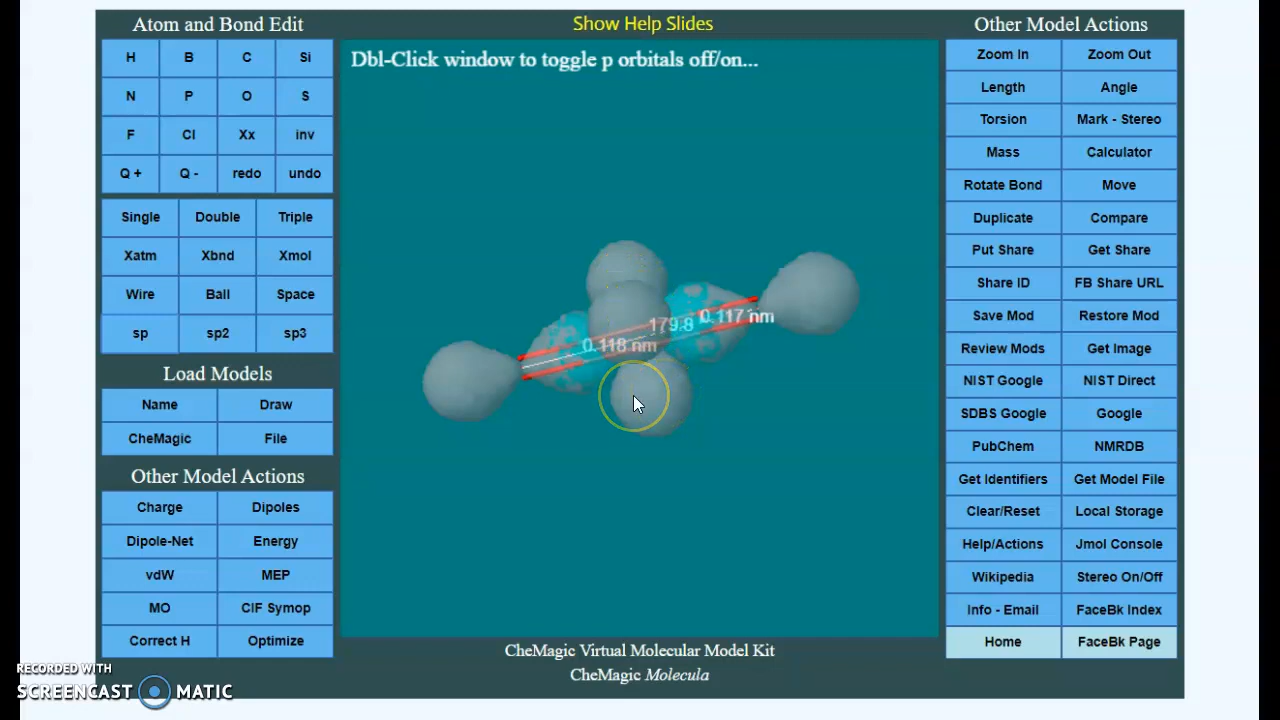 Atom and Bond Edit
H B C Si
N P O S
F Cl Xx inv
Q + Q - redo undo
Single Double Triple
Xatm Xbnd Xmol
Wire Ball Space
sp sp2 sp3
Load Models
Name Draw
CheMagic File
Other Model Actions
Charge Dipoles
Dipole-Net Energy
vdW MEP
MO CIF Symop
Correct H Optimize
RECORDED WITH
SCREENCAST MATIC
Show Help Slides
Dbl-Click window to toggle p orbitals off/on...
179.8 0.117 nm
0.118 nm
CheMagic Virtual Molecular Model Kit
CheMagic Molecula
Other Model Actions
Zoom In Zoom Out
Length Angle
Torsion Mark - Stereo
Mass Calculator
Rotate Bond Move
Duplicate Compare
Put Share Get Share
Share ID FB Share URL
Save Mod Restore Mod
Review Mods Get Image
NIST Google NIST Direct
SDBS Google Google
PubChem NMRDB
Get Identifiers Get Model File
Clear/Reset Local Storage
Help/Actions Jmol Console
Wikipedia Stereo On/Off
Info - Email FaceBk Index
Home FaceBk Page